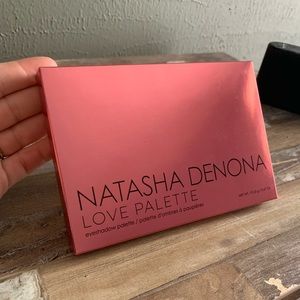 NATASHA DENONA
LOVE PALETTE
eyeshadow palette / palette d'ombres à paupières